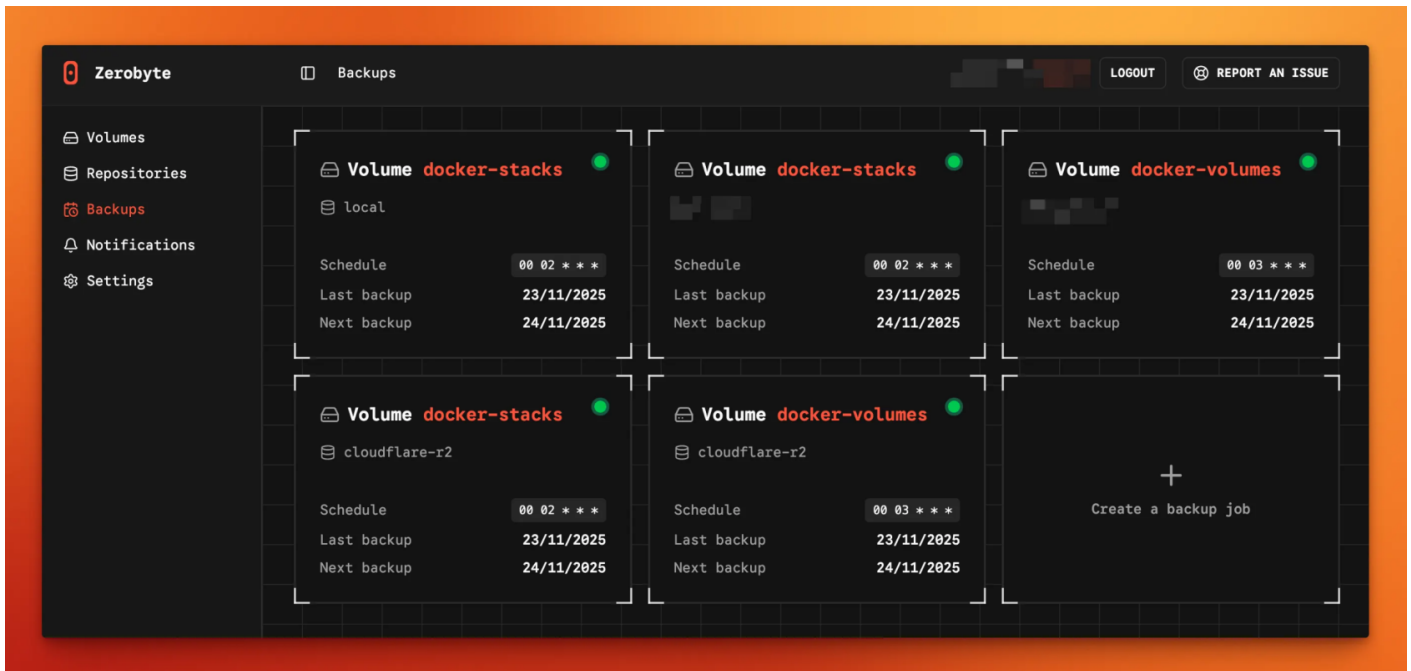 Zerobyte
Backups
LOGOUT
REPORT AN ISSUE
Volumes
Repositories
Backups
Notifications
Settings
Volume docker-stacks
local
Schedule 00 02 * * *
Last backup 23/11/2025
Next backup 24/11/2025
Volume docker-stacks
Schedule 00 02 * * *
Last backup 23/11/2025
Next backup 24/11/2025
Volume docker-volumes
Schedule 00 03 * * *
Last backup 23/11/2025
Next backup 24/11/2025
Volume docker-stacks
cloudflare-r2
Schedule 00 02 * * *
Last backup 23/11/2025
Next backup 24/11/2025
Volume docker-volumes
cloudflare-r2
Schedule 00 03 * * *
Last backup 23/11/2025
Next backup 24/11/2025
Create a backup job